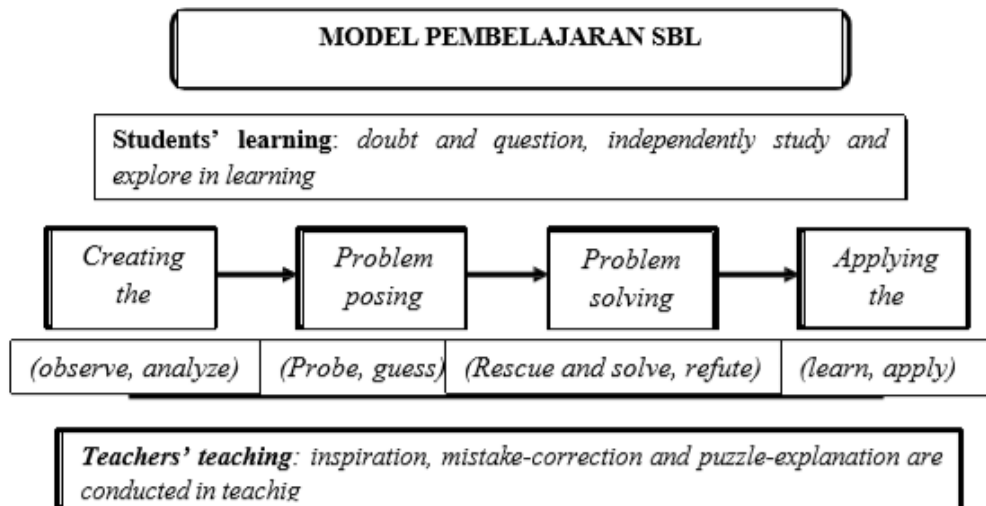 MODEL PEMBELAJARAN SBL
Students' learning: doubt and question, independently study and
explore in learning
Creating
the
Problem
posing
Problem
solving
Applying
the
(observe, analyze)
(Probe, guess)
(Rescue and solve, refute)
(learn, apply)
Teachers' teaching: inspiration, mistake-correction and puzzle-explanation are
conducted in teachig